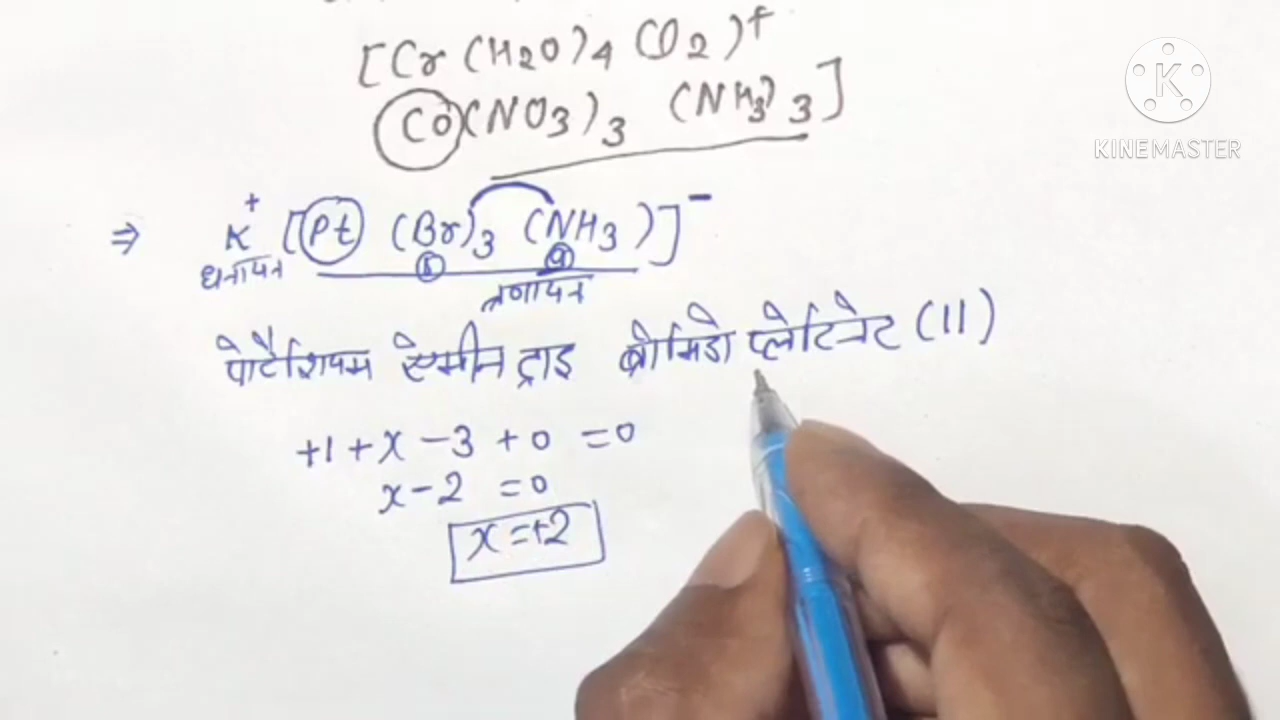 [Cr (H2O)4 Cl2)+
Co(NO3)3 (NH3)3]
K
KINEMASTER
⇒ K+ [Pt (Br)3 (NH3)]-
धनायन
b a
ऋणायन
पोटैशियम ऐमीन ट्राइ ब्रोमिडो प्लेटिनेट (II)
+1 + x - 3 + 0 = 0
x - 2 = 0
x = +2